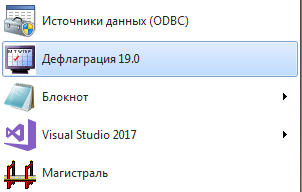 Источники данных (ODBC)
Дефлаграция 19.0
Блокнот
Visual Studio 2017
Магистраль